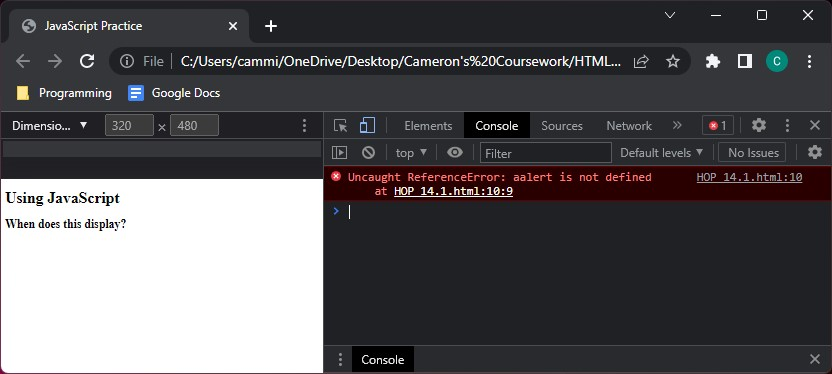 JavaScript Practice
File C:/Users/cammi/OneDrive/Desktop/Cameron's%20Coursework/HTML...
C
Programming Google Docs
Dimensio... 320 × 480
Elements Console Sources Network 1
top Filter Default levels No Issues
Using JavaScript
When does this display?
Uncaught ReferenceError: aalert is not defined HOP 14.1.html:10
at HOP 14.1.html:10:9
Console